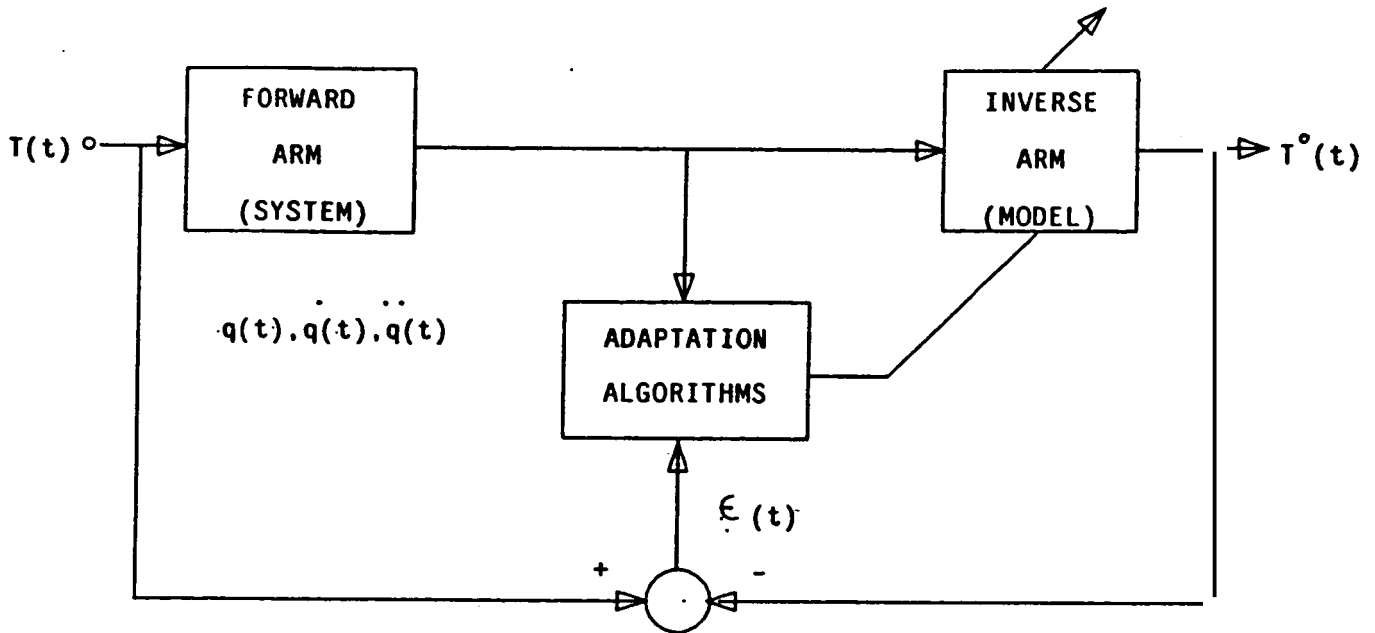 FORWARD
ARM
(SYSTEM)
INVERSE
ARM
(MODEL)
T(t)
T°(t)
q(t), q̇(t), q̈(t)
ADAPTATION
ALGORITHMS
ϵ(t)
+
-